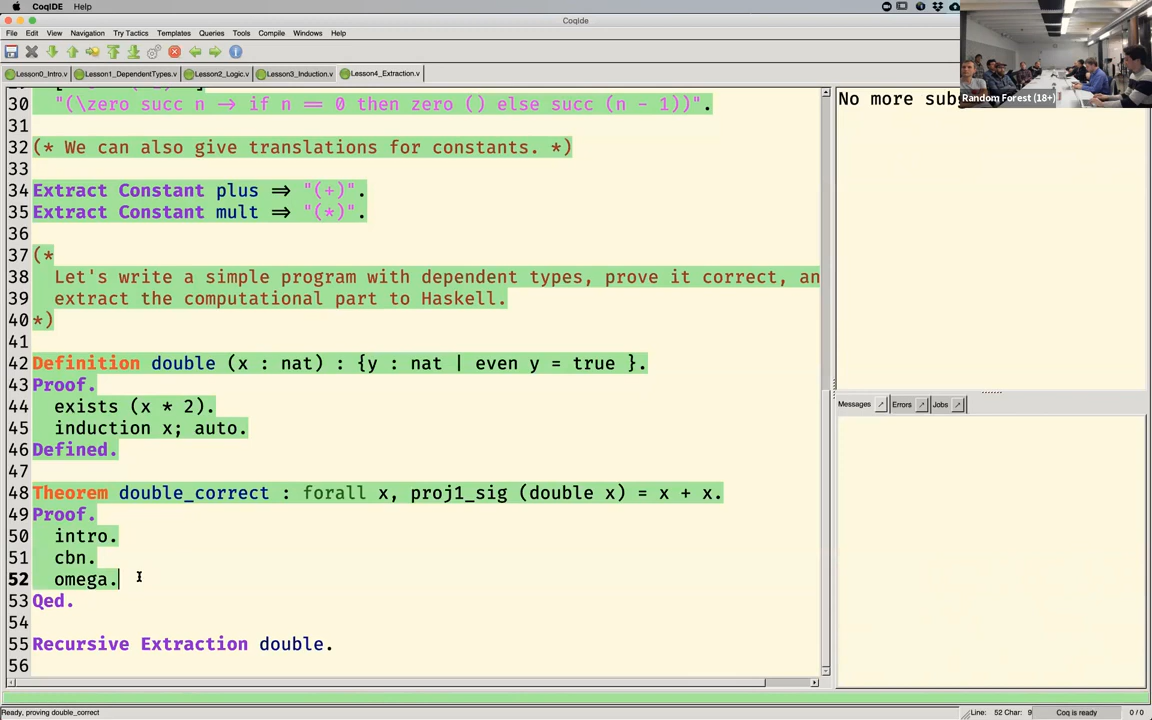 CoqIDE Help
CoqIde
File Edit View Navigation Try Tactics Templates Queries Tools Compile Windows Help
Lesson0_Intro.v Lesson1_DependentTypes.v Lesson2_Logic.v Lesson3_Induction.v Lesson4_Extraction.v
30 "(\zero succ n → if n == 0 then zero () else succ (n - 1))".
31
32 (* We can also give translations for constants. *)
33
34 Extract Constant plus ⇒ "(+)".
35 Extract Constant mult ⇒ "(*)".
36
37 (*
38 Let's write a simple program with dependent types, prove it correct, an
39 extract the computational part to Haskell.
40 *)
41
42 Definition double (x : nat) : {y : nat | even y = true }.
43 Proof.
44 exists (x * 2).
45 induction x; auto.
46 Defined.
47
48 Theorem double_correct : forall x, proj1_sig (double x) = x + x.
49 Proof.
50 intro.
51 cbn.
52 omega.
53 Qed.
54
55 Recursive Extraction double.
56
No more sub
Random Forest (18+)
Messages Errors Jobs
Ready, proving double_correct
Line: 52 Char: 9 Coq is ready 0 / 0